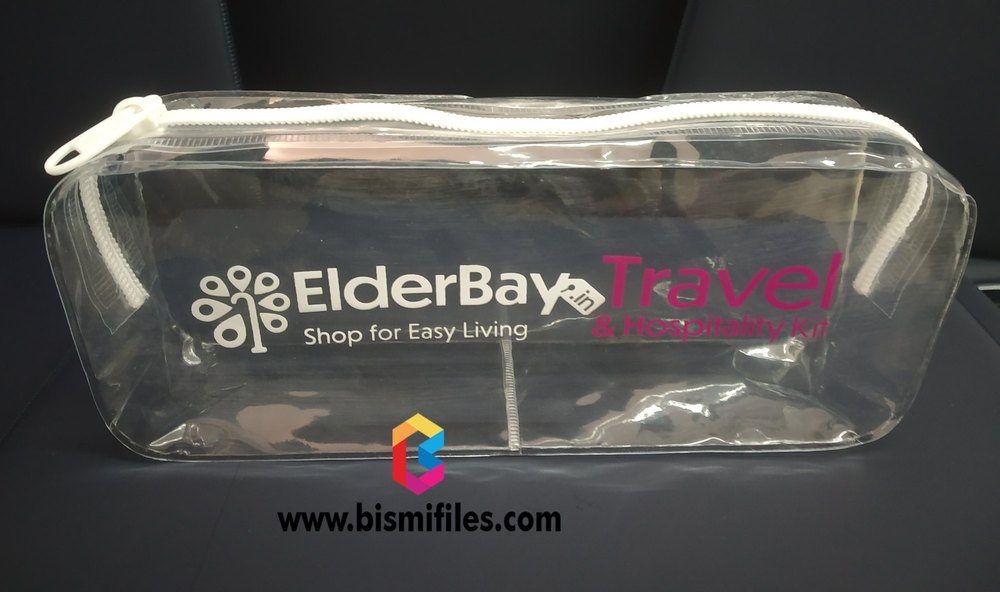 ElderBay.in Travel
Shop for Easy Living & Hospitality Kit
www.bismifiles.com